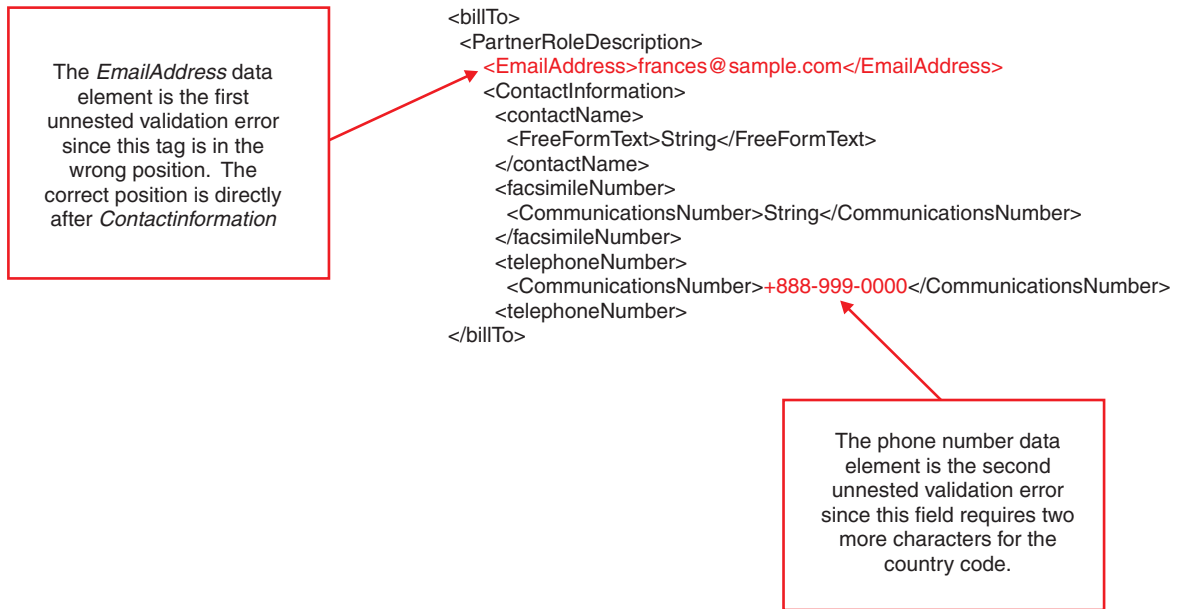 The EmailAddress data
element is the first
unnested validation error
since this tag is in the
wrong position. The
correct position is directly
after Contactinformation
<billTo>
<PartnerRoleDescription>
<EmailAddress>frances@sample.com</EmailAddress>
<ContactInformation>
<contactName>
<FreeFormText>String</FreeFormText>
</contactName>
<facsimileNumber>
<CommunicationsNumber>String</CommunicationsNumber>
</facsimileNumber>
<telephoneNumber>
<CommunicationsNumber>+888-999-0000</CommunicationsNumber>
<telephoneNumber>
</billTo>
The phone number data
element is the second
unnested validation error
since this field requires two
more characters for the
country code.